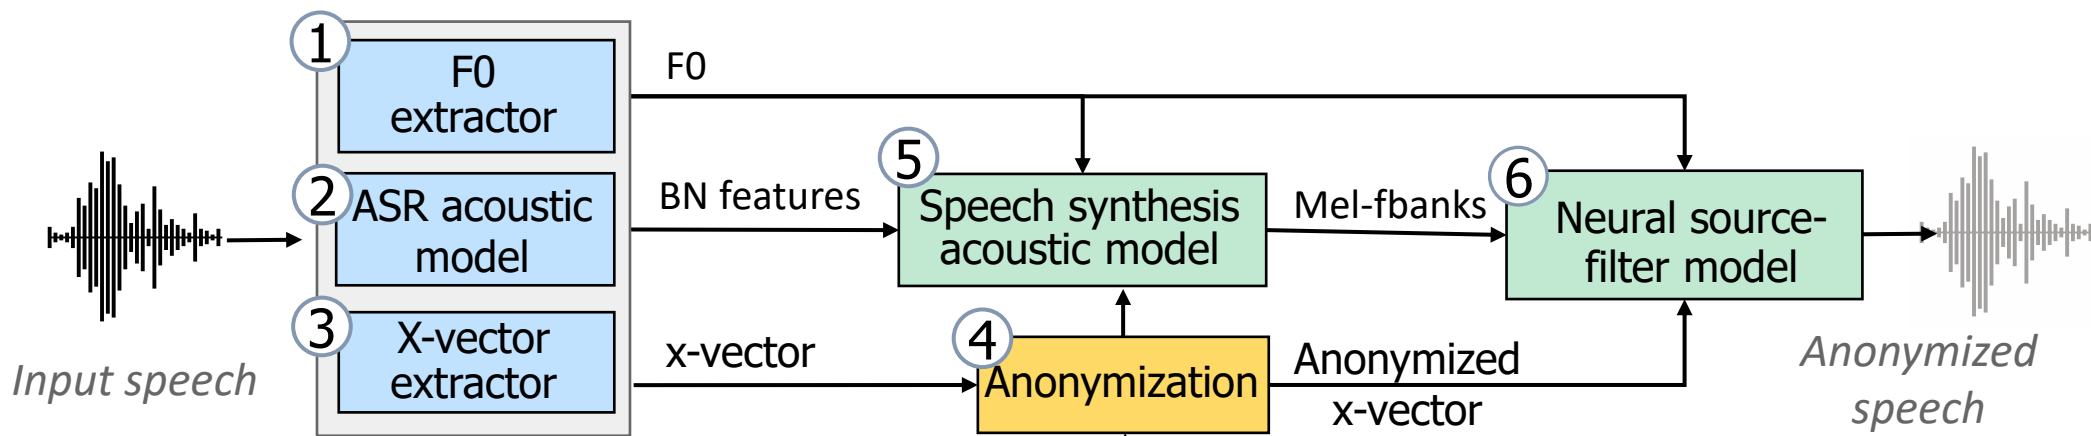 1
F0
extractor
F0
2
ASR acoustic
model
BN features
3
X-vector
extractor
x-vector
Input speech
4
Anonymization
Anonymized
x-vector
5
Speech synthesis
acoustic model
Mel-fbanks
6
Neural source-
filter model
Anonymized
speech